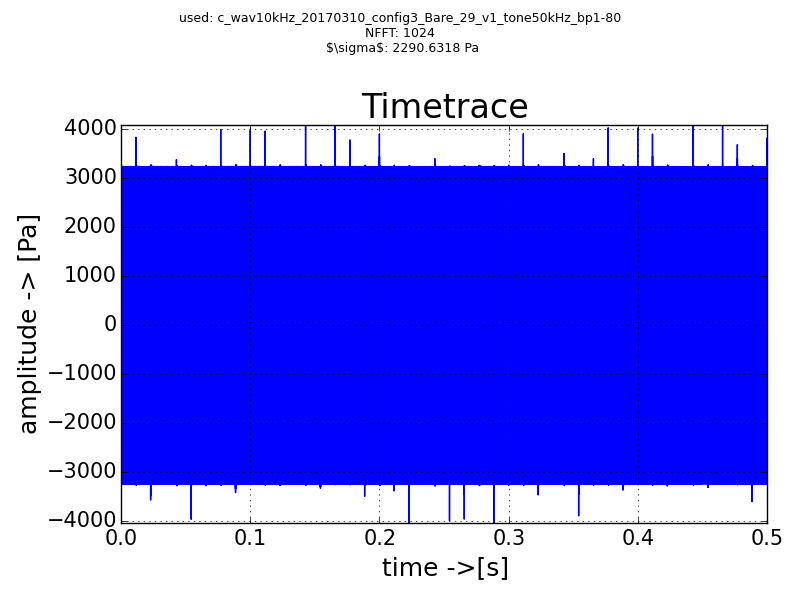 used: c_wav10kHz_20170310_config3_Bare_29_v1_tone50kHz_bp1-80
NFFT: 1024
$\sigma$: 2290.6318 Pa
Timetrace
amplitude -> [Pa]
4000
3000
2000
1000
0
−1000
−2000
−3000
−4000
0.0 0.1 0.2 0.3 0.4 0.5
time ->[s]